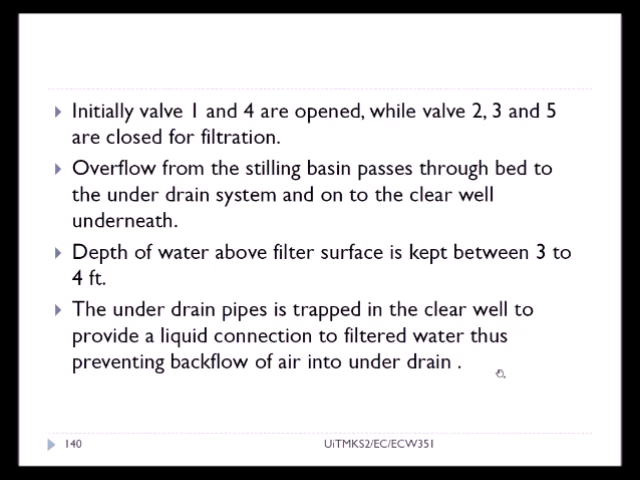 Initially valve 1 and 4 are opened, while valve 2, 3 and 5
are closed for filtration.
Overflow from the stilling basin passes through bed to
the under drain system and on to the clear well
underneath.
Depth of water above filter surface is kept between 3 to
4 ft.
The under drain pipes is trapped in the clear well to
provide a liquid connection to filtered water thus
preventing backflow of air into under drain .
140
UiTMKS2/EC/ECW351